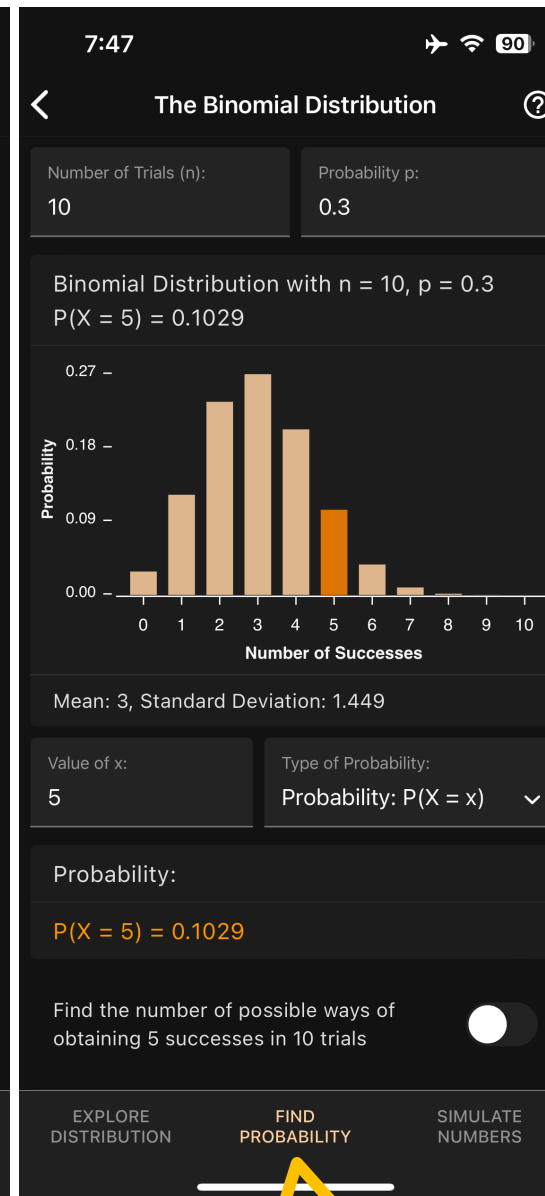 7:47
90
The Binomial Distribution
?
Number of Trials (n):
Probability p:
10
0.3
Binomial Distribution with n = 10, p = 0.3
P(X = 5) = 0.1029
0.27
0.18
0.09
0.00
Probability
0 1 2 3 4 5 6 7 8 9 10
Number of Successes
Mean: 3, Standard Deviation: 1.449
Value of x:
Type of Probability:
5
Probability: P(X = x)
Probability:
P(X = 5) = 0.1029
Find the number of possible ways of
obtaining 5 successes in 10 trials
EXPLORE
DISTRIBUTION
FIND
PROBABILITY
SIMULATE
NUMBERS